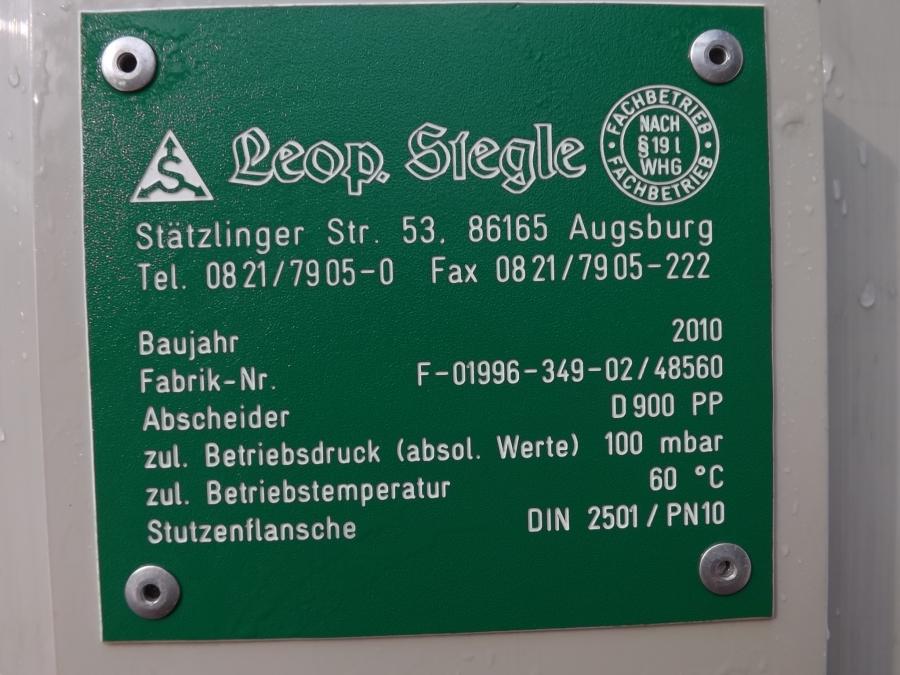 Leop. Siegle
FACHBETRIEB · FACHBETRIEB ·
NACH
§ 19 l
WHG
Stätzlinger Str. 53, 86165 Augsburg
Tel. 0821/7905-0 Fax 0821/7905-222
Baujahr 2010
Fabrik-Nr. F-01996-349-02/48560
Abscheider D 900 PP
zul. Betriebsdruck (absol. Werte) 100 mbar
zul. Betriebstemperatur 60 °C
Stutzenflansche DIN 2501 / PN10